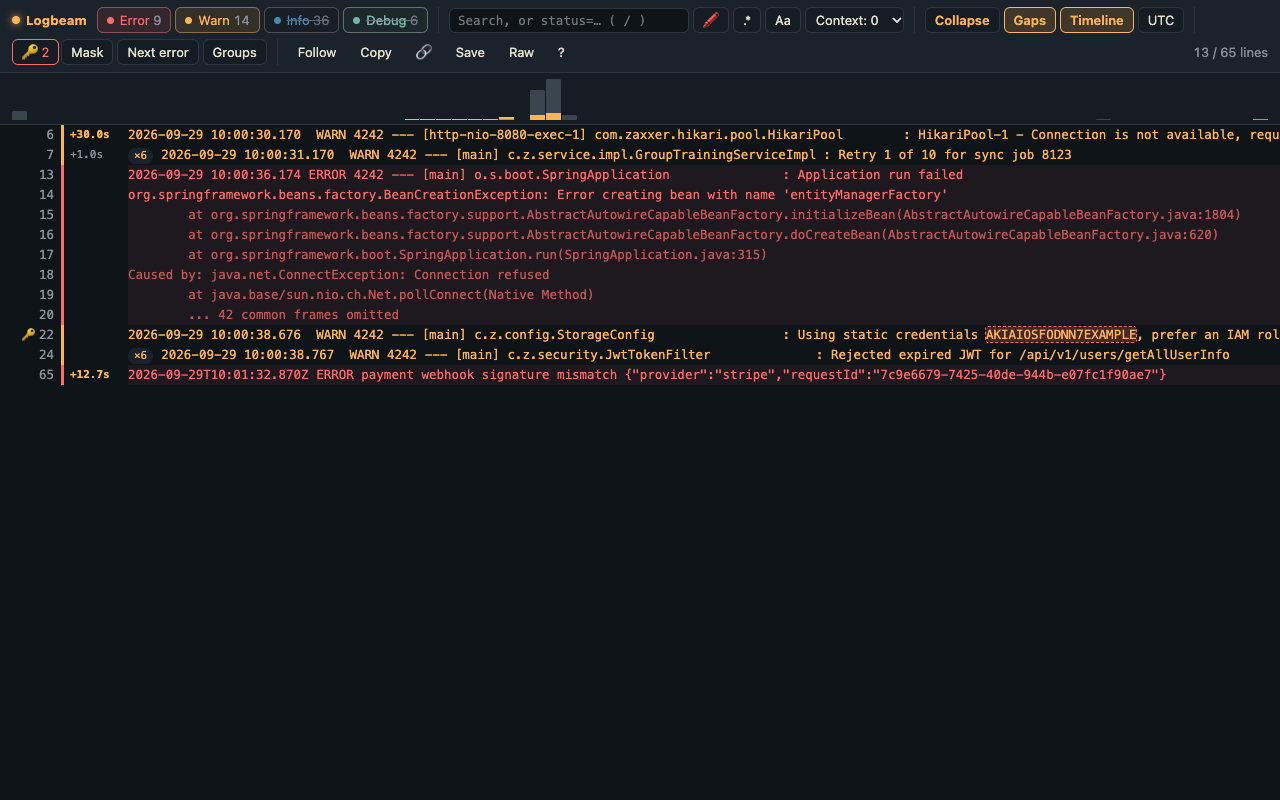 Logbeam Error 9 Warn 14 Info 36 Debug 6 Search, or status=… ( / ) .* Aa Context: 0 Collapse Gaps Timeline UTC
2 Mask Next error Groups Follow Copy Save Raw ? 13 / 65 lines
6 +30.0s 2026-09-29 10:00:30.170  WARN 4242 --- [http-nio-8080-exec-1] com.zaxxer.hikari.pool.HikariPool        : HikariPool-1 - Connection is not available, requ
7 +1.0s ×6 2026-09-29 10:00:31.170  WARN 4242 --- [main] c.z.service.impl.GroupTrainingServiceImpl : Retry 1 of 10 for sync job 8123
13 2026-09-29 10:00:36.174 ERROR 4242 --- [main] o.s.boot.SpringApplication               : Application run failed
14 org.springframework.beans.factory.BeanCreationException: Error creating bean with name 'entityManagerFactory'
15 at org.springframework.beans.factory.support.AbstractAutowireCapableBeanFactory.initializeBean(AbstractAutowireCapableBeanFactory.java:1804)
16 at org.springframework.beans.factory.support.AbstractAutowireCapableBeanFactory.doCreateBean(AbstractAutowireCapableBeanFactory.java:620)
17 at org.springframework.boot.SpringApplication.run(SpringApplication.java:315)
18 Caused by: java.net.ConnectException: Connection refused
19 at java.base/sun.nio.ch.Net.pollConnect(Native Method)
20 ... 42 common frames omitted
22 2026-09-29 10:00:38.676  WARN 4242 --- [main] c.z.config.StorageConfig                 : Using static credentials AKIAIOSFODNN7EXAMPLE, prefer an IAM rol
24 ×6 2026-09-29 10:00:38.767  WARN 4242 --- [main] c.z.security.JwtTokenFilter              : Rejected expired JWT for /api/v1/users/getAllUserInfo
65 +12.7s 2026-09-29T10:01:32.870Z ERROR payment webhook signature mismatch {"provider":"stripe","requestId":"7c9e6679-7425-40de-944b-e07fc1f90ae7"}